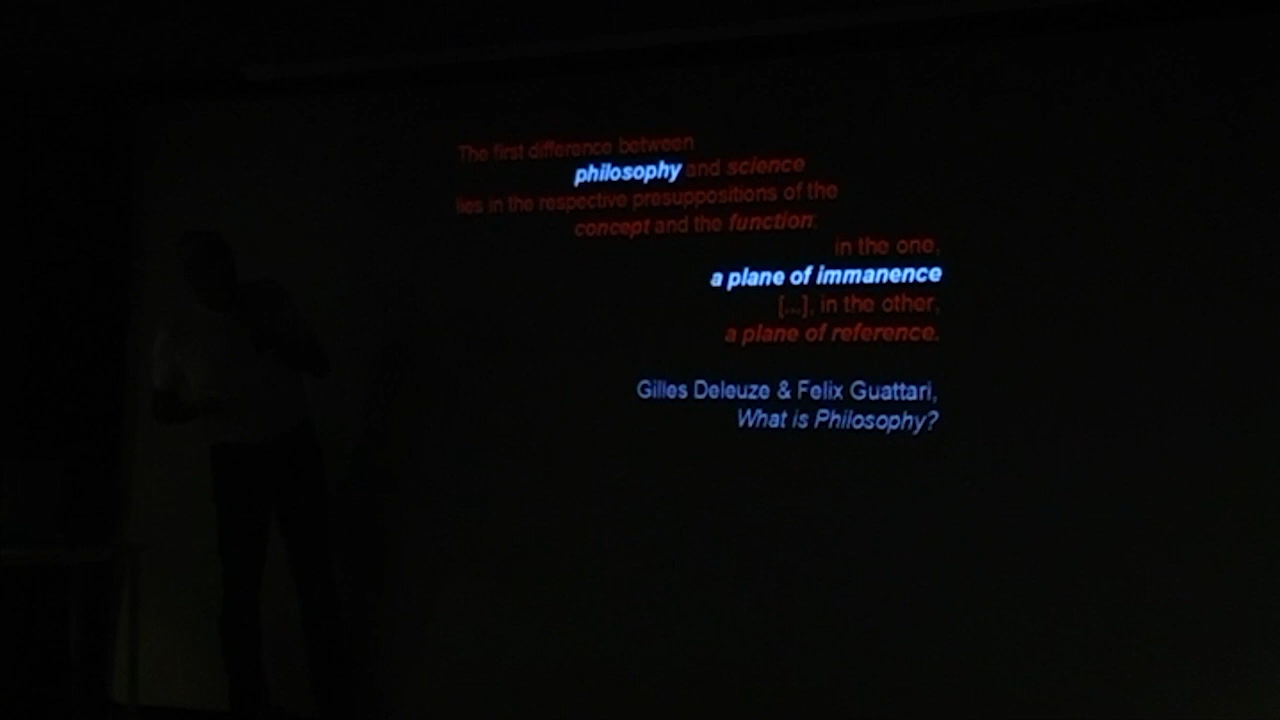 The first difference between
philosophy and science
lies in the respective presuppositions of the
concept and the function;
in the one,
a plane of immanence
[...], in the other,
a plane of reference.
Gilles Deleuze & Felix Guattari,
What is Philosophy?